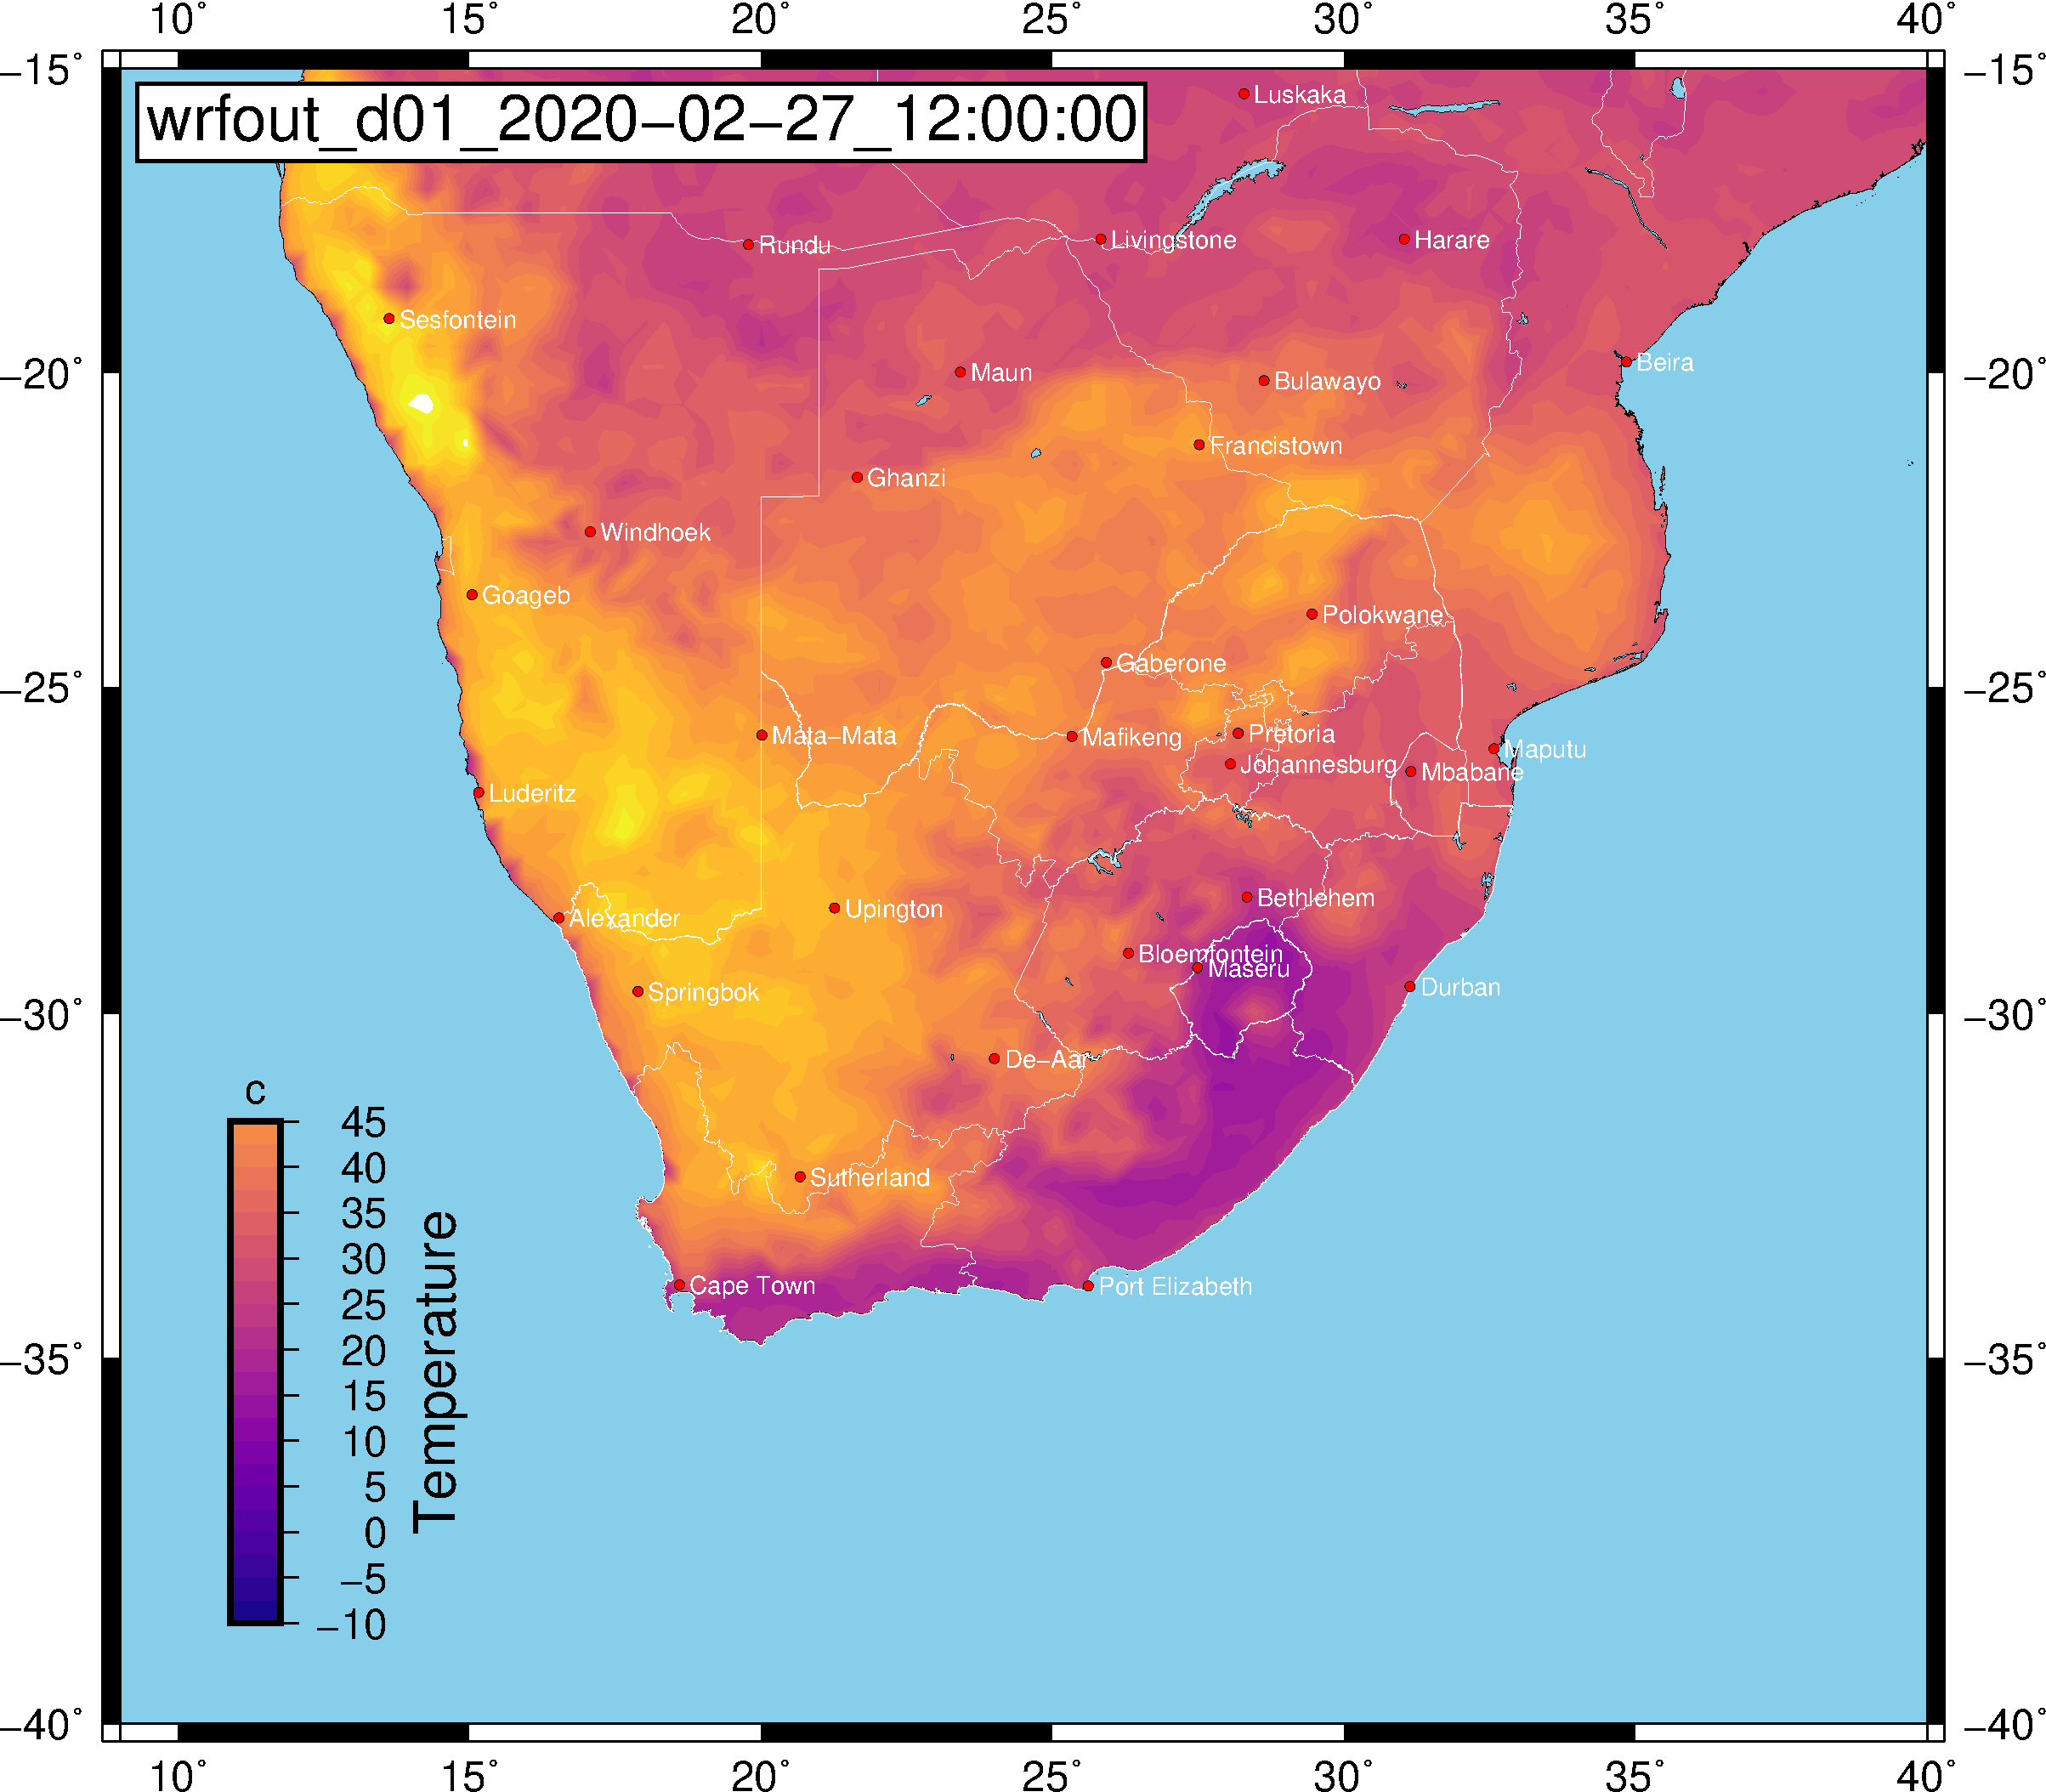 10° 15° 20° 25° 30° 35° 40°
−15° −15°
wrfout_d01_2020−02−27_12:00:00
Luskaka
Rundu
Livingstone
Harare
Sesfontein
Beira
−20° −20°
Maun
Bulawayo
Francistown
Ghanzi
Windhoek
Goageb
Polokwane
Gaberone
−25° −25°
Mata−Mata
Mafikeng
Pretoria
Maputu
Johannesburg
Mbabane
Luderitz
Bethlehem
Alexander
Upington
Bloemfontein
Maseru
Springbok
Durban
−30° −30°
De−Aar
Sutherland
Cape Town
Port Elizabeth
c
45
40
35
30
25
20
15
10
5
0
−5
−10
Temperature
−35° −35°
−40° −40°
10° 15° 20° 25° 30° 35° 40°